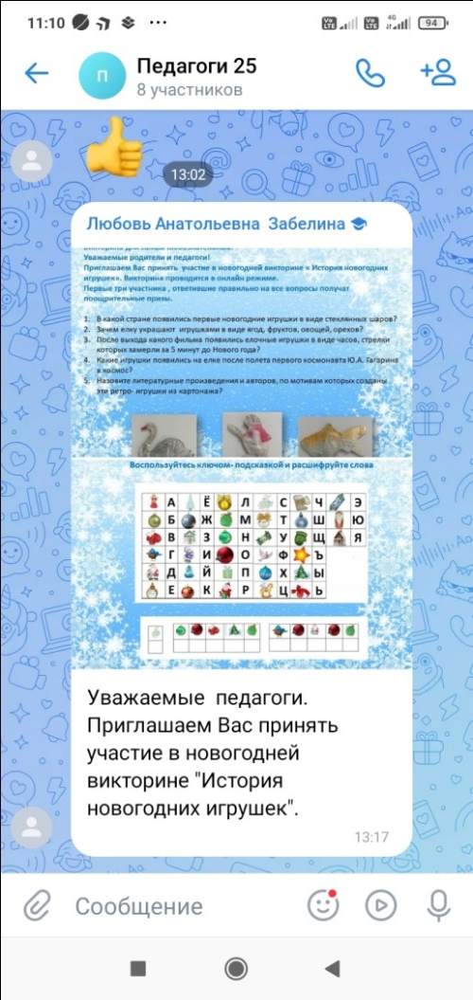 11:10
Vo LTE
Vo LTE
4G
94
П
Педагоги 25
8 участников
13:02
Любовь Анатольевна Забелина
Уважаемые родители и педагоги!
Приглашаем Вас принять участие в новогодней викторине « История новогодних
игрушек». Викторина проводится в онлайн режиме.
Первые три участника , ответившие правильно на все вопросы получат
поощрительные призы.
1. В какой стране появились первые новогодние игрушки в виде стеклянных шаров?
2. Зачем елку украшают игрушками в виде ягод, фруктов, овощей, орехов?
3. После выхода какого фильма появились елочные игрушки в виде часов, стрелки
которых замерли за 5 минут до Нового года?
4. Какие игрушки появились на елке после полета первого космонавта Ю.А. Гагарина
в космос?
5. Назовите литературные произведения и авторов, по мотивам которых созданы
эти ретро- игрушки из картонажа?
Воспользуйтесь ключом- подсказкой и расшифруйте слова
А Ё Л С Ч Э
Б Ж М Т Ш Ю
В З Н У Щ Я
Г И О Ф Ъ
Д Й П Х Ы
Е К Р Ц Ь
Уважаемые педагоги.
Приглашаем Вас принять
участие в новогодней
викторине "История
новогодних игрушек".
13:17
Сообщение